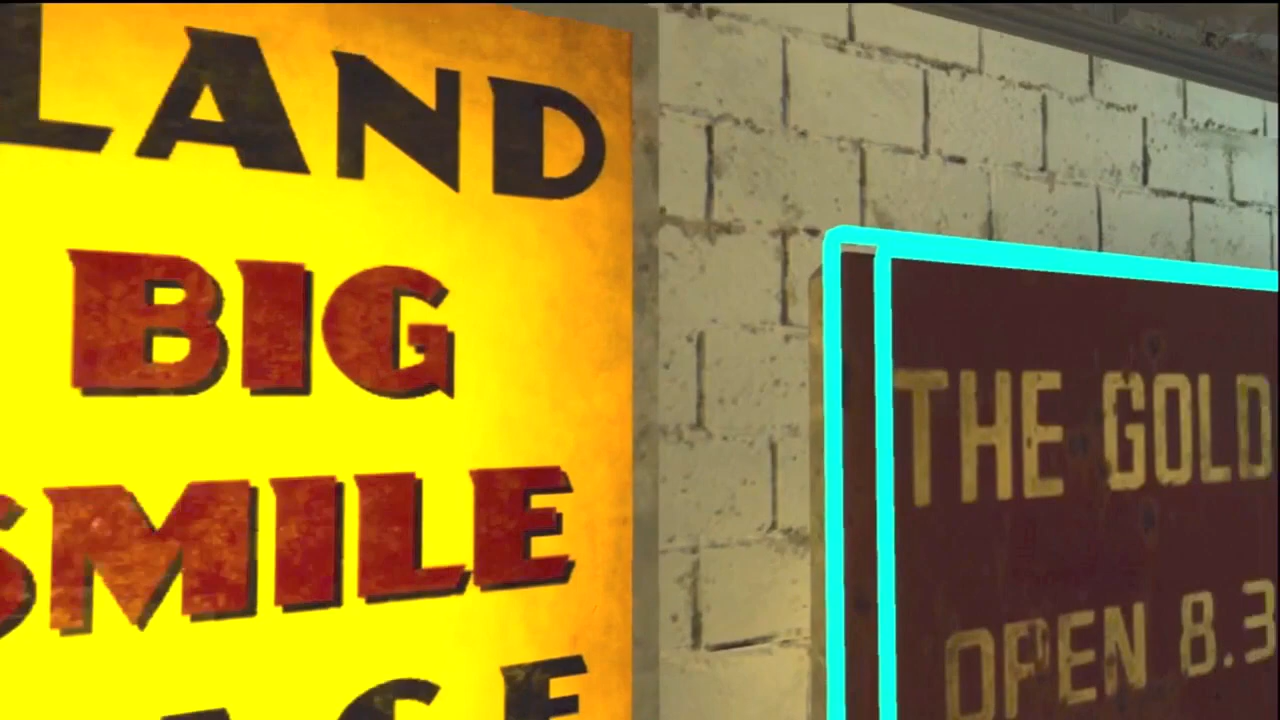 LAND
BIG
SMILE
THE GOLD
OPEN 8.3